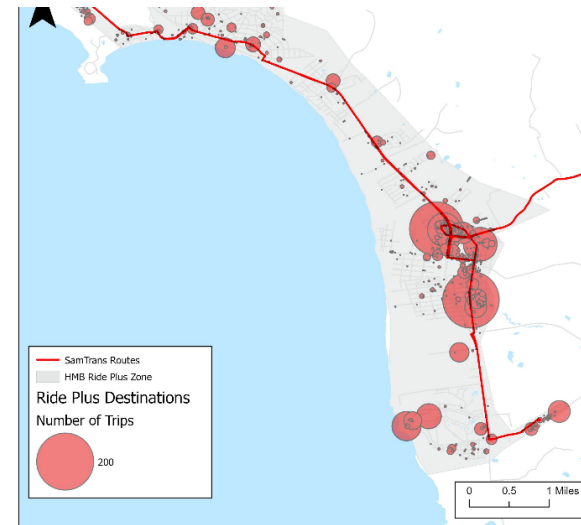 SamTrans Routes
HMB Ride Plus Zone
Ride Plus Destinations
Number of Trips
200
0 0.5 1 Miles